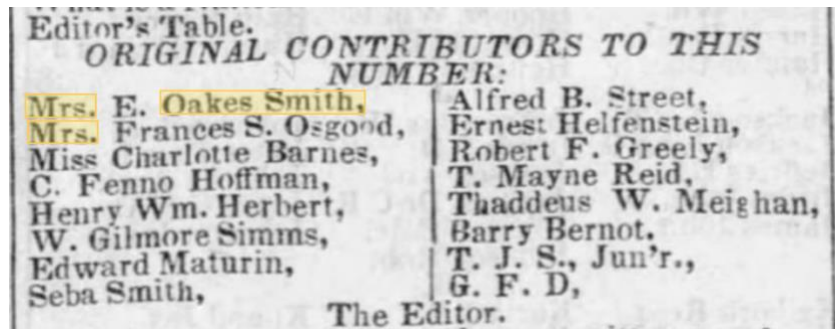 Editor's Table.
ORIGINAL CONTRIBUTORS TO THIS
NUMBER:
Mrs. E. Oakes Smith,
Mrs. Frances S. Osgood,
Miss Charlotte Barnes,
C. Fenno Hoffman,
Henry Wm. Herbert,
W. Gilmore Simms,
Edward Maturin,
Seba Smith,
Alfred B. Street,
Ernest Helfenstein,
Robert F. Greely,
T. Mayne Reid,
Thaddeus W. Meighan,
Barry Bernot.
T. J. S., Jun'r.,
G. F. D,
The Editor.